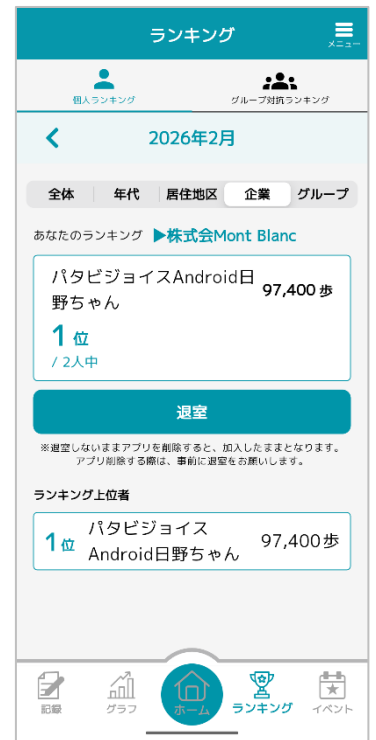 ランキング
メニュー
個人ランキング
グループ対抗ランキング
2026年2月
全体 年代 居住地区 企業 グループ
あなたのランキング ▶株式会Mont Blanc
パタビジョイスAndroid日
野ちゃん
97,400 歩
1 位
/ 2人中
退室
※退室しないままアプリを削除すると、加入したままとなります。
アプリ削除する際は、事前に退室をお願いします。
ランキング上位者
1位
パタビジョイス
Android日野ちゃん
97,400歩
記録 グラフ ホーム ランキング イベント